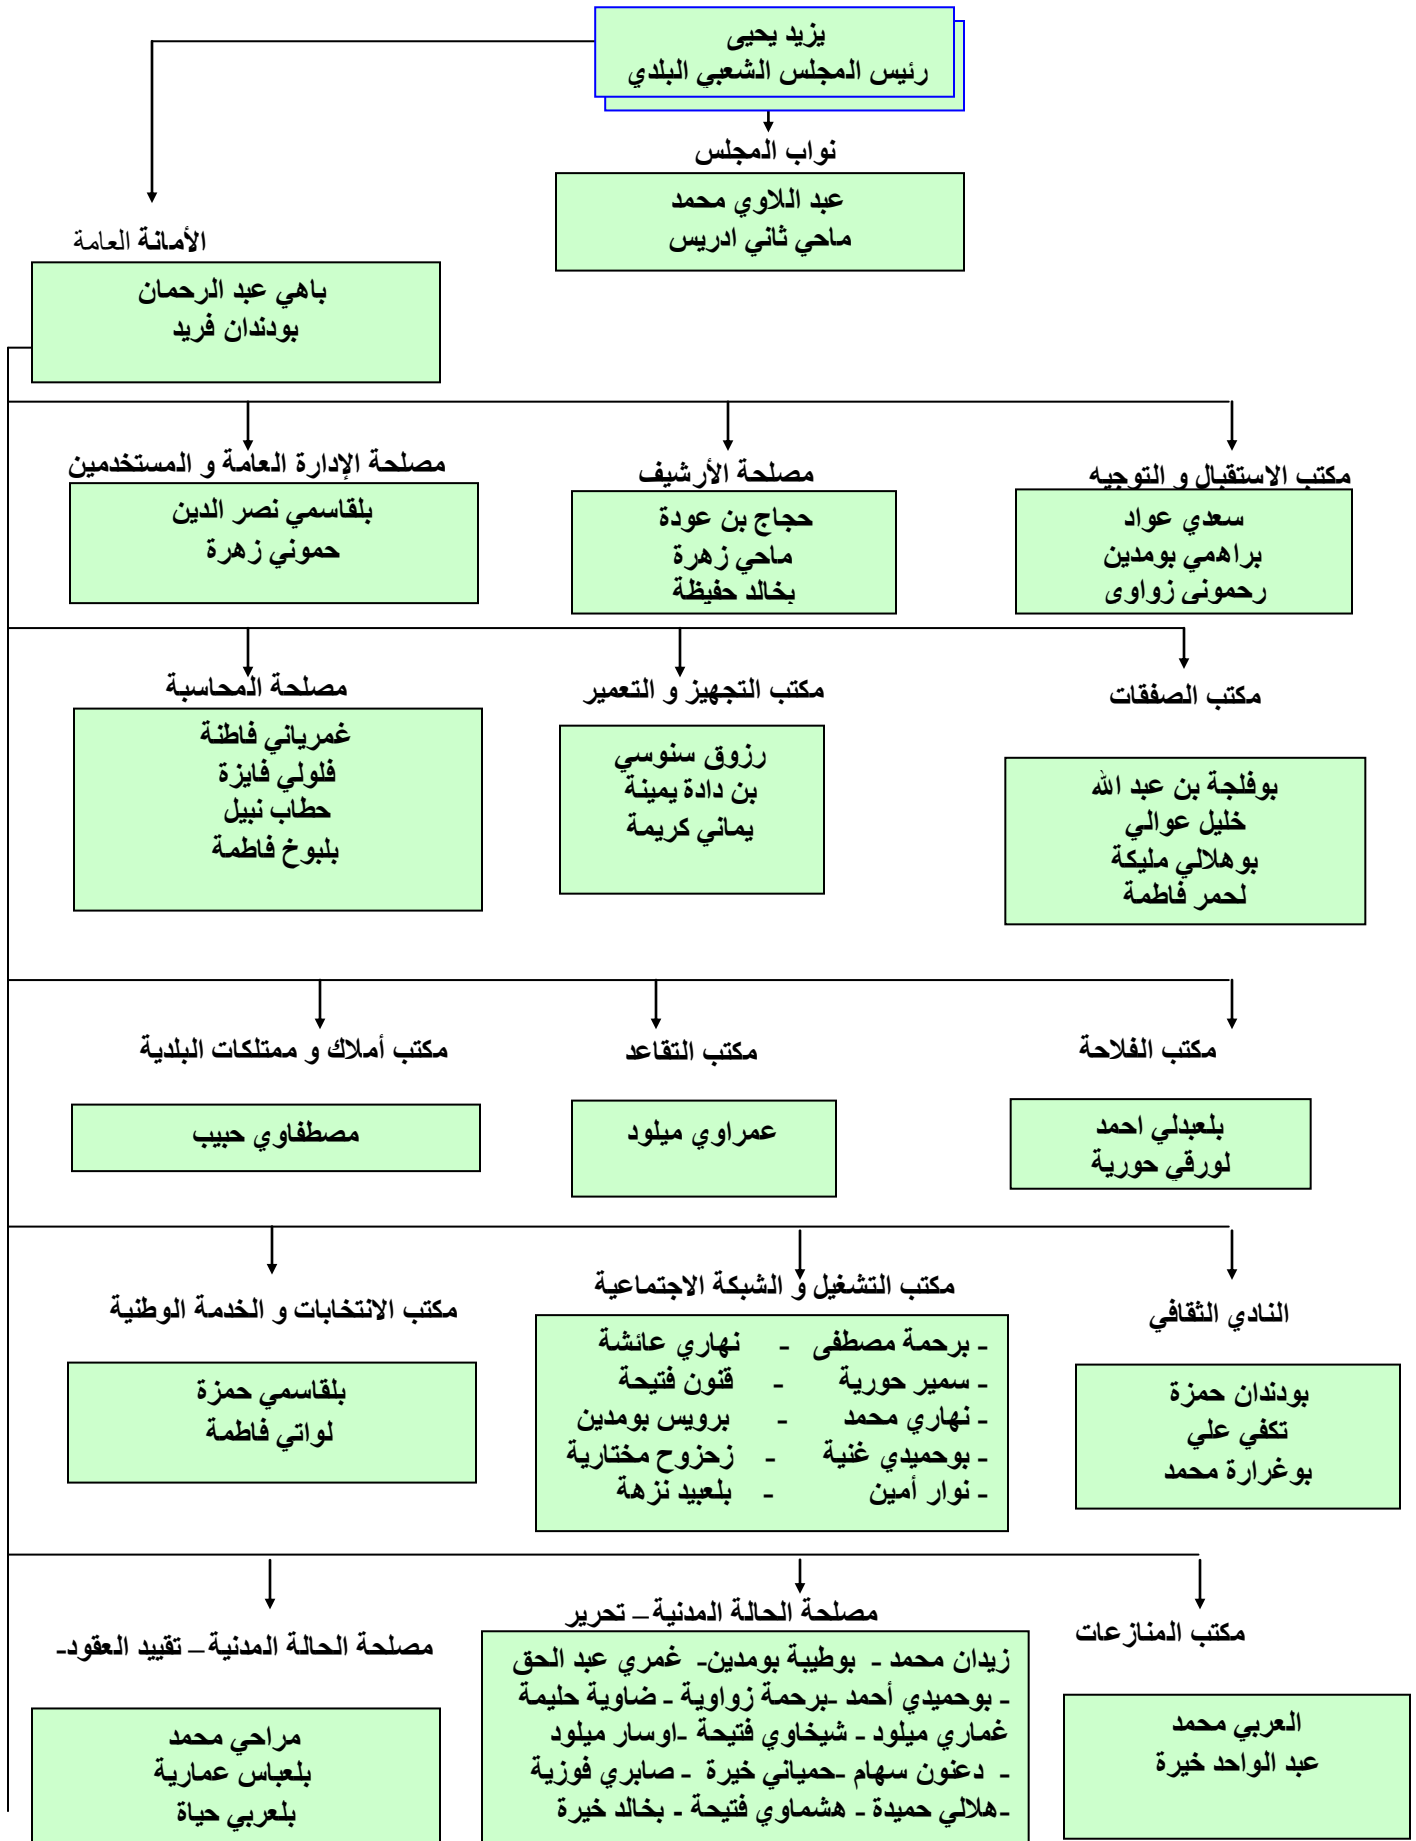 يزيد يحيى
رئيس المجلس الشعبي البلدي
نواب المجلس
عبد اللاوي محمد
ماحي ثاني ادريس
الأمانة العامة
باهي عبد الرحمان
بودندان فريد
مكتب الاستقبال و التوجيه
سعدي عواد
براهمي بومدين
رحموني زواوي
مصلحة الأرشيف
حجاج بن عودة
ماحي زهرة
بخالد حفيظة
مصلحة الإدارة العامة و المستخدمين
بلقاسمي نصر الدين
حموني زهرة
مكتب الصفقات
بوفلجة بن عبد الله
خليل عوالي
بوهلالي مليكة
لحمر فاطمة
مكتب التجهيز و التعمير
رزوق سنوسي
بن دادة يمينة
يماني كريمة
مصلحة المحاسبة
غمرياني فاطنة
فلولي فايزة
حطاب نبيل
بلبوخ فاطمة
مكتب الفلاحة
بلعبدلي احمد
لورقي حورية
مكتب التقاعد
عمراوي ميلود
مكتب أملاك و ممتلكات البلدية
مصطفاوي حبيب
النادي الثقافي
بودندان حمزة
تكفي علي
بوغرارة محمد
مكتب التشغيل و الشبكة الاجتماعية
- برحمة مصطفى - نهاري عائشة
- سمير حورية - قنون فتيحة
- نهاري محمد - برويس بومدين
- بوحميدي غنية - زحزوح مختارية
- نوار أمين - بلعبيد نزهة
مكتب الانتخابات و الخدمة الوطنية
بلقاسمي حمزة
لواتي فاطمة
مكتب المنازعات
العربي محمد
عبد الواحد خيرة
مصلحة الحالة المدنية – تحرير
زيدان محمد - بوطيبة بومدين- غمري عبد الحق
- بوحميدي أحمد -برحمة زواوية - ضاوية حليمة
غماري ميلود - شيخاوي فتيحة -اوسار ميلود
- دعنون سهام -حمياني خيرة - صابري فوزية
-هلالي حميدة - هشماوي فتيحة - بخالد خيرة
مصلحة الحالة المدنية – تقييد العقود-
مراحي محمد
بلعباس عمارية
بلعربي حياة